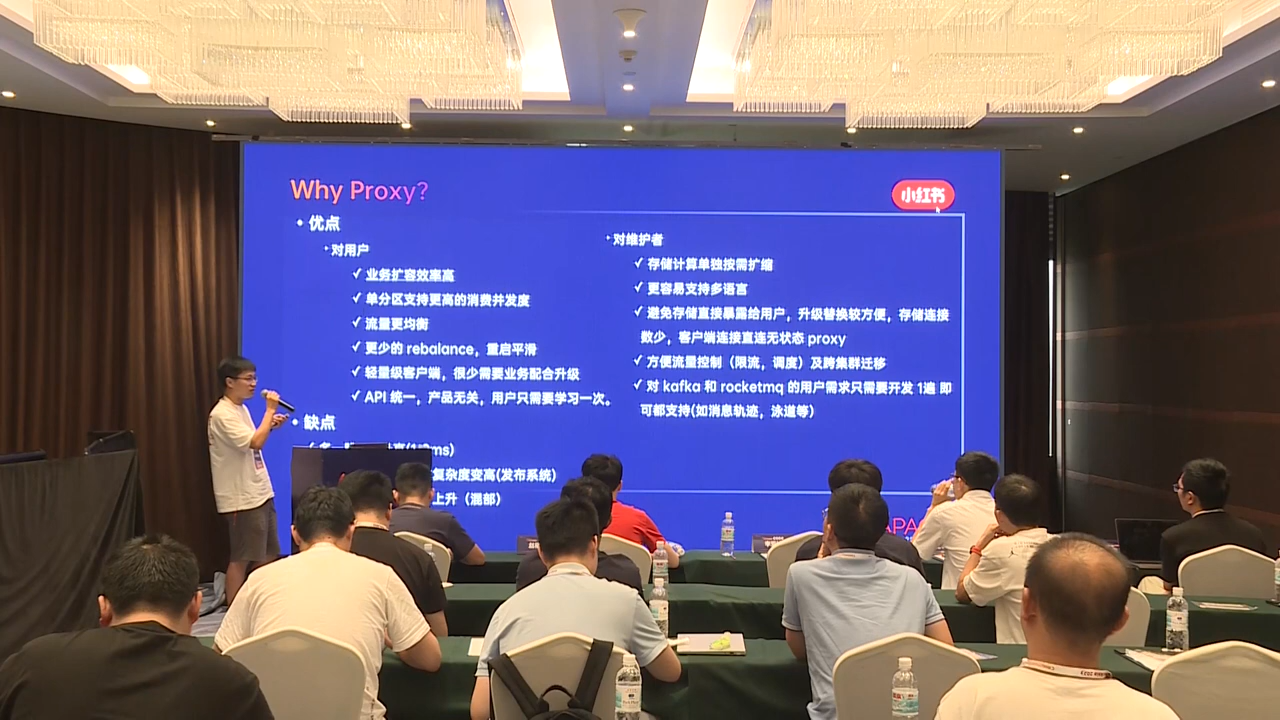 Why Proxy?
小红书
• 优点
· 对用户
✓ 业务扩容效率高
✓ 单分区支持更高的消费并发度
✓ 流量更均衡
✓ 更少的 rebalance，重启平滑
✓ 轻量级客户端，很少需要业务配合升级
✓ API 统一，产品无关，用户只需要学习一次。
• 缺点
复杂度变高(发布系统)
上升（混部）
· 对维护者
✓ 存储计算单独按需扩缩
✓ 更容易支持多语言
✓ 避免存储直接暴露给用户，升级替换较方便，存储连接
数少，客户端连接直连无状态 proxy
✓ 方便流量控制（限流，调度）及跨集群迁移
✓ 对 kafka 和 rocketmq 的用户需求只需要开发 1遍 即
可都支持(如消息轨迹，泳道等）